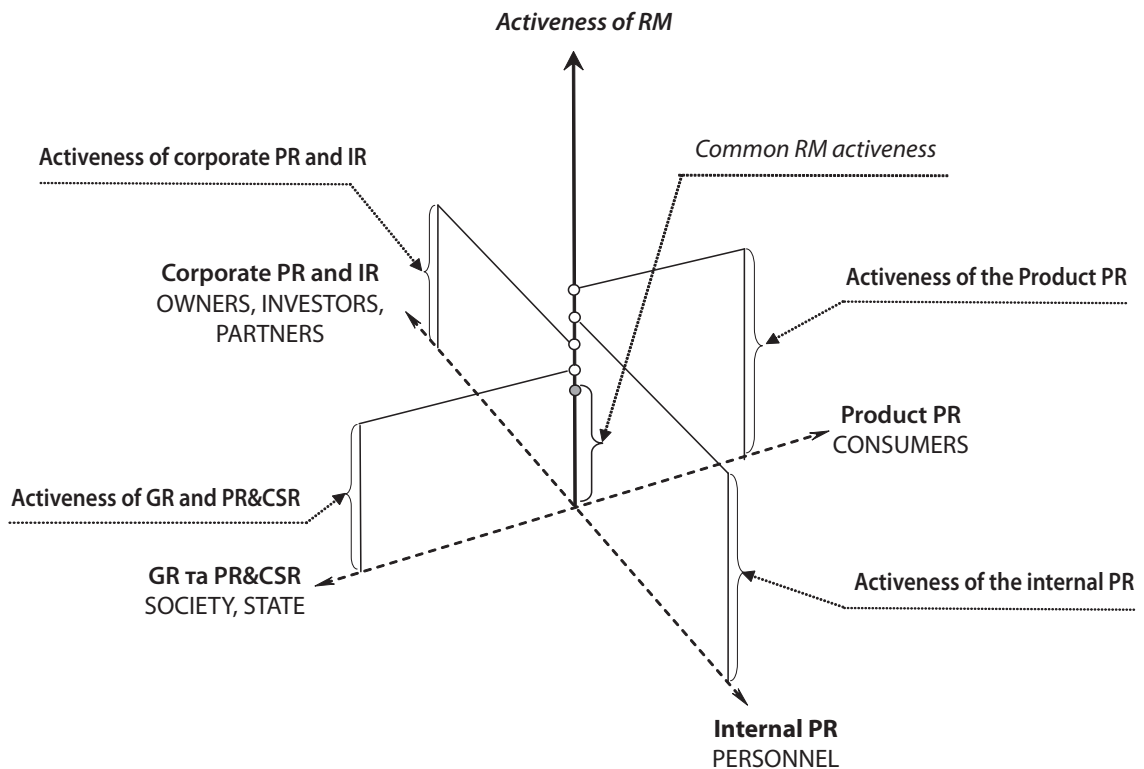 Activeness of RM
Activeness of corporate PR and IR
Common RM activeness
Corporate PR and IR
OWNERS, INVESTORS,
PARTNERS
Activeness of the Product PR
Product PR
CONSUMERS
Activeness of GR and PR&CSR
GR та PR&CSR
SOCIETY, STATE
Activeness of the internal PR
Internal PR
PERSONNEL